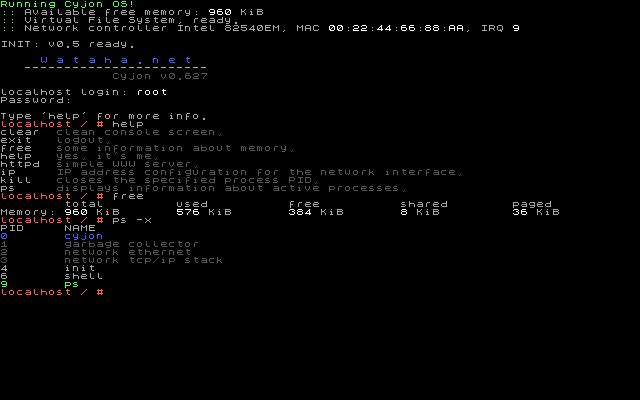 Running Cyjon OS!
:: Available free memory: 960 KiB
:: Virtual File System, ready.
:: Network controller Intel 82540EM, MAC 00:22:44:66:88:AA, IRQ 9
INIT: v0.5 ready.
Wataha.net
-----------------------
Cyjon v0.627
localhost login: root
Password:
Type 'help' for more info.
localhost / # help
clear clean console screen,
exit logout,
free some information about memory,
help yes, it's me,
httpd simple WWW server,
ip IP address configuration for the network interface,
kill closes the specified process PID,
ps displays information about active processes,
localhost / # free
total used free shared paged
Memory: 960 KiB 576 KiB 384 KiB 8 KiB 36 KiB
localhost / # ps -x
PID NAME
0 cyjon
1 garbage collector
2 network ethernet
3 network tcp/ip stack
4 init
6 shell
9 ps
localhost / #